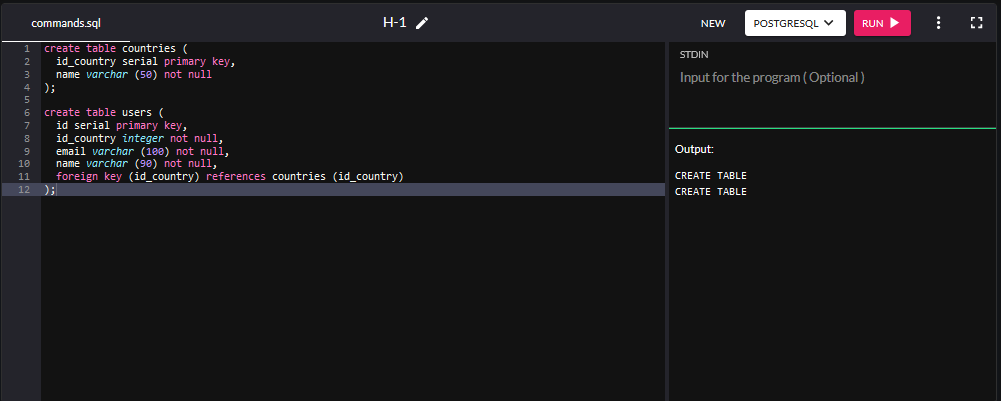 commands.sql H-1 NEW POSTGRESQL RUN
1 create table countries (
2 id_country serial primary key,
3 name varchar (50) not null
4 );
5
6 create table users (
7 id serial primary key,
8 id_country integer not null,
9 email varchar (100) not null,
10 name varchar (90) not null,
11 foreign key (id_country) references countries (id_country)
12 );
STDIN
Input for the program ( Optional )
Output:
CREATE TABLE
CREATE TABLE